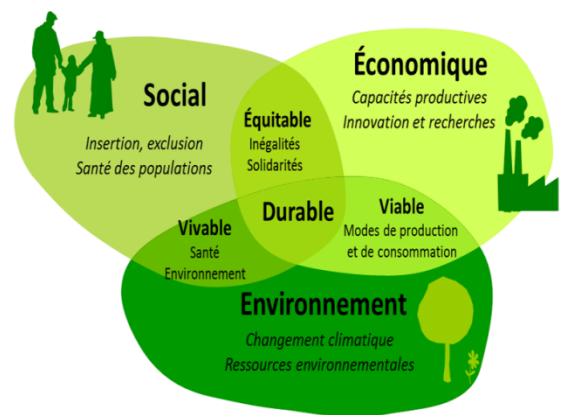 Social
Insertion, exclusion
Santé des populations
Économique
Capacités productives
Innovation et recherches
Équitable
Inégalités
Solidarités
Vivable
Santé
Environnement
Durable
Viable
Modes de production
et de consommation
Environnement
Changement climatique
Ressources environnementales